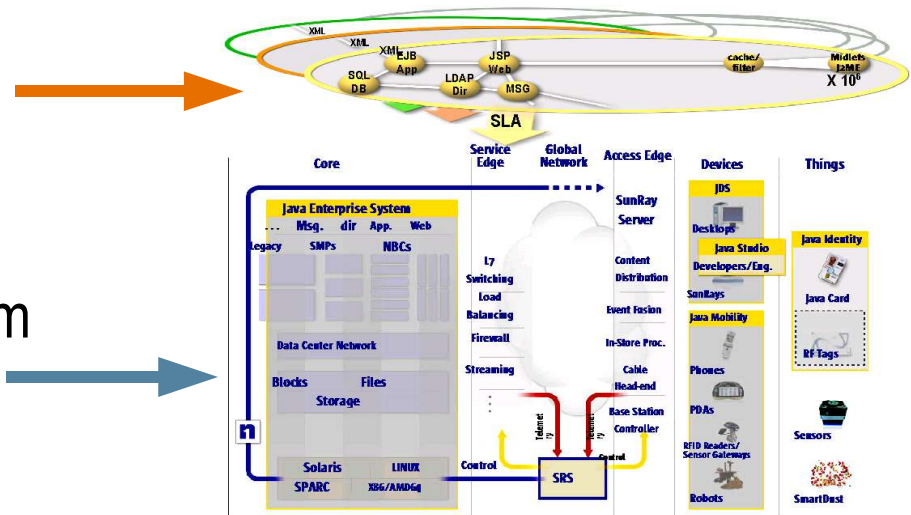 XML
XML
XML
EJB
App
JSP
Web
cache/
filter
Midlets
J2ME
X 10⁶
SQL
DB
LDAP
Dir
MSG
SLA
Core
Service
Edge
Global
Network
Access Edge
Devices
Things
Java Enterprise System
... Msg. dir App. Web
Legacy SMPs NBCs
Data Center Network
Blocks Files
Storage
m
n
Solaris LINUX
SPARC X86/AMD64
L7
Switching
Load
Balancing
Firewall
Streaming
Telemet
ry
Telemet
ry
Control
Control
SRS
SunRay
Server
Content
Distribution
Event Fusion
In-Store Proc.
Cable
Head-end
Base Station
Controller
JDS
Desktops
Java Studio
Developers/Eng.
SunRays
Java Mobility
Phones
PDAs
RFID Readers/
Sensor Gateways
Robots
Java Identity
Java Card
RF Tags
Sensors
SmartDust